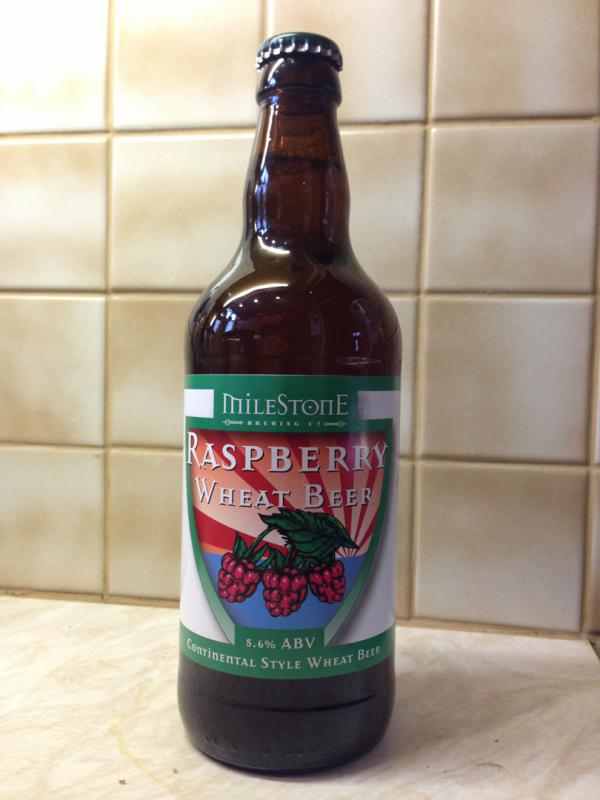 MILESTONE
BREWING Co
RASPBERRY
WHEAT BEER
5.6% ABV
CONTINENTAL STYLE WHEAT BEER